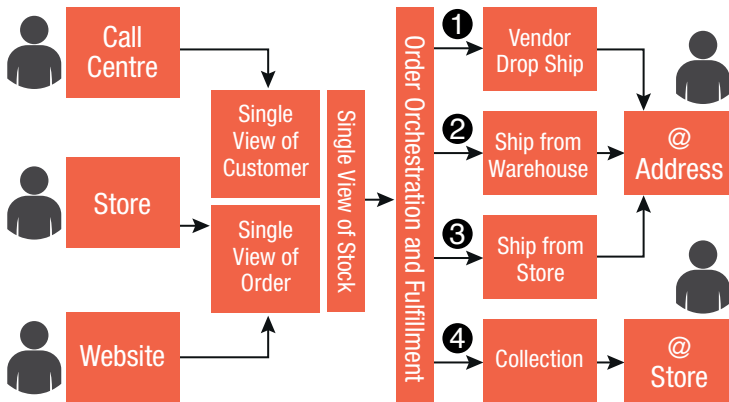 Call
Centre
Store
Website
Single
View of
Customer
Single
View of
Order
Single View of Stock
Order Orchestration and Fulfillment
1
Vendor
Drop Ship
2
Ship from
Warehouse
3
Ship from
Store
4
Collection
@
Address
@
Store